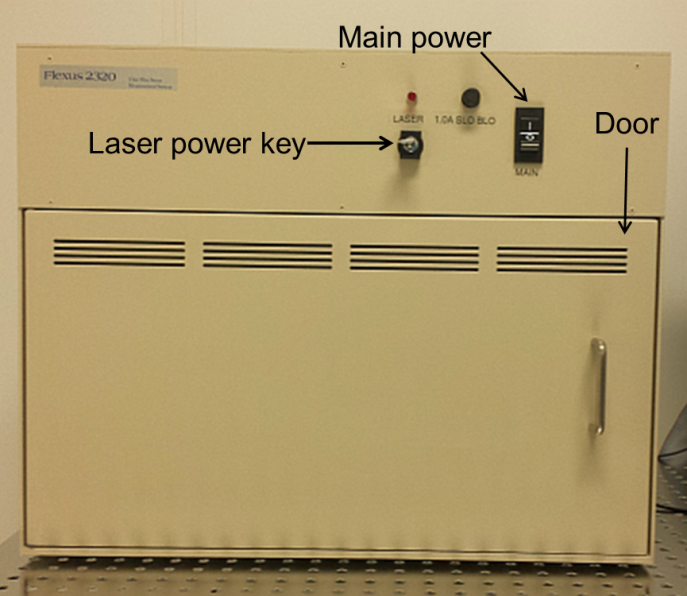 Main power
Flexus 2320
LASER
1.0A SLO BLO
Door
Laser power key
MAIN